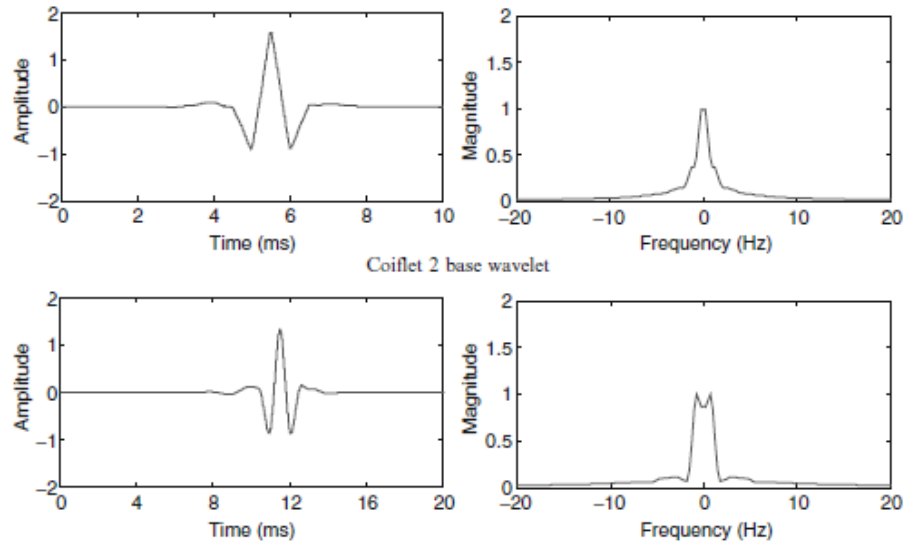 2
1
0
−1
−2
Amplitude
0 2 4 6 8 10
Time (ms)
2
1.5
1
0.5
0
Magnitude
−20 −10 0 10 20
Frequency (Hz)
Coiflet 2 base wavelet
2
1
0
−1
−2
Amplitude
0 4 8 12 16 20
Time (ms)
2
1.5
1
0.5
0
Magnitude
−20 −10 0 10 20
Frequency (Hz)